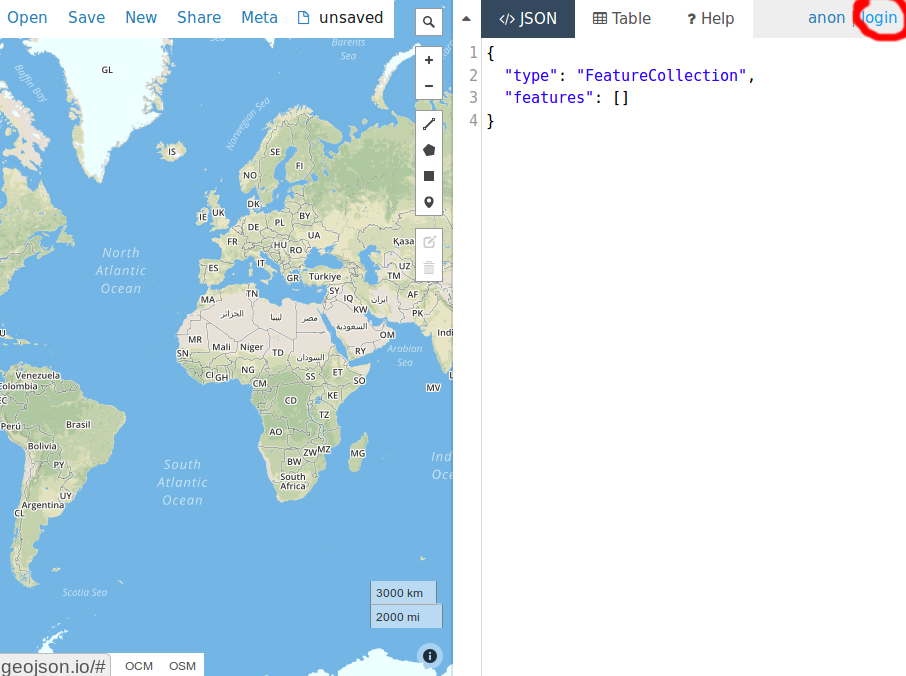 Open Save New Share Meta unsaved
</> JSON Table ? Help anon | login
1 {
2 "type": "FeatureCollection",
3 "features": []
4 }
Barents
Sea
GL
Baffin Bay
Norwegian Sea
IS
SE
FI
NO
DK
IE UK
BY
PL
DE
UA
FR
HU
RO
Қаза
North
Atlantic
Ocean
ES
IT
GR
Türkiye
UZ
TM
MA
TN
SY
IQ
ایران
AF
KW
PK
الجزائر
ليبيا
مصر
السعودية
MR
Mali
Niger
TD
السودان
OM
RY
Indi
Arabian
Sea
SN
CI
GH
NG
CM
SS
ET
SO
MV
Venezuela
Colombia
CD
KE
TZ
Perú
Brasil
AO
Bolivia
ZW
MZ
MG
BW
PY
South
Africa
South
Atlantic
Ocean
Ind
Oce
UY
Argentina
CL
Scotia Sea
3000 km
2000 mi
geojson.io/# OCM OSM